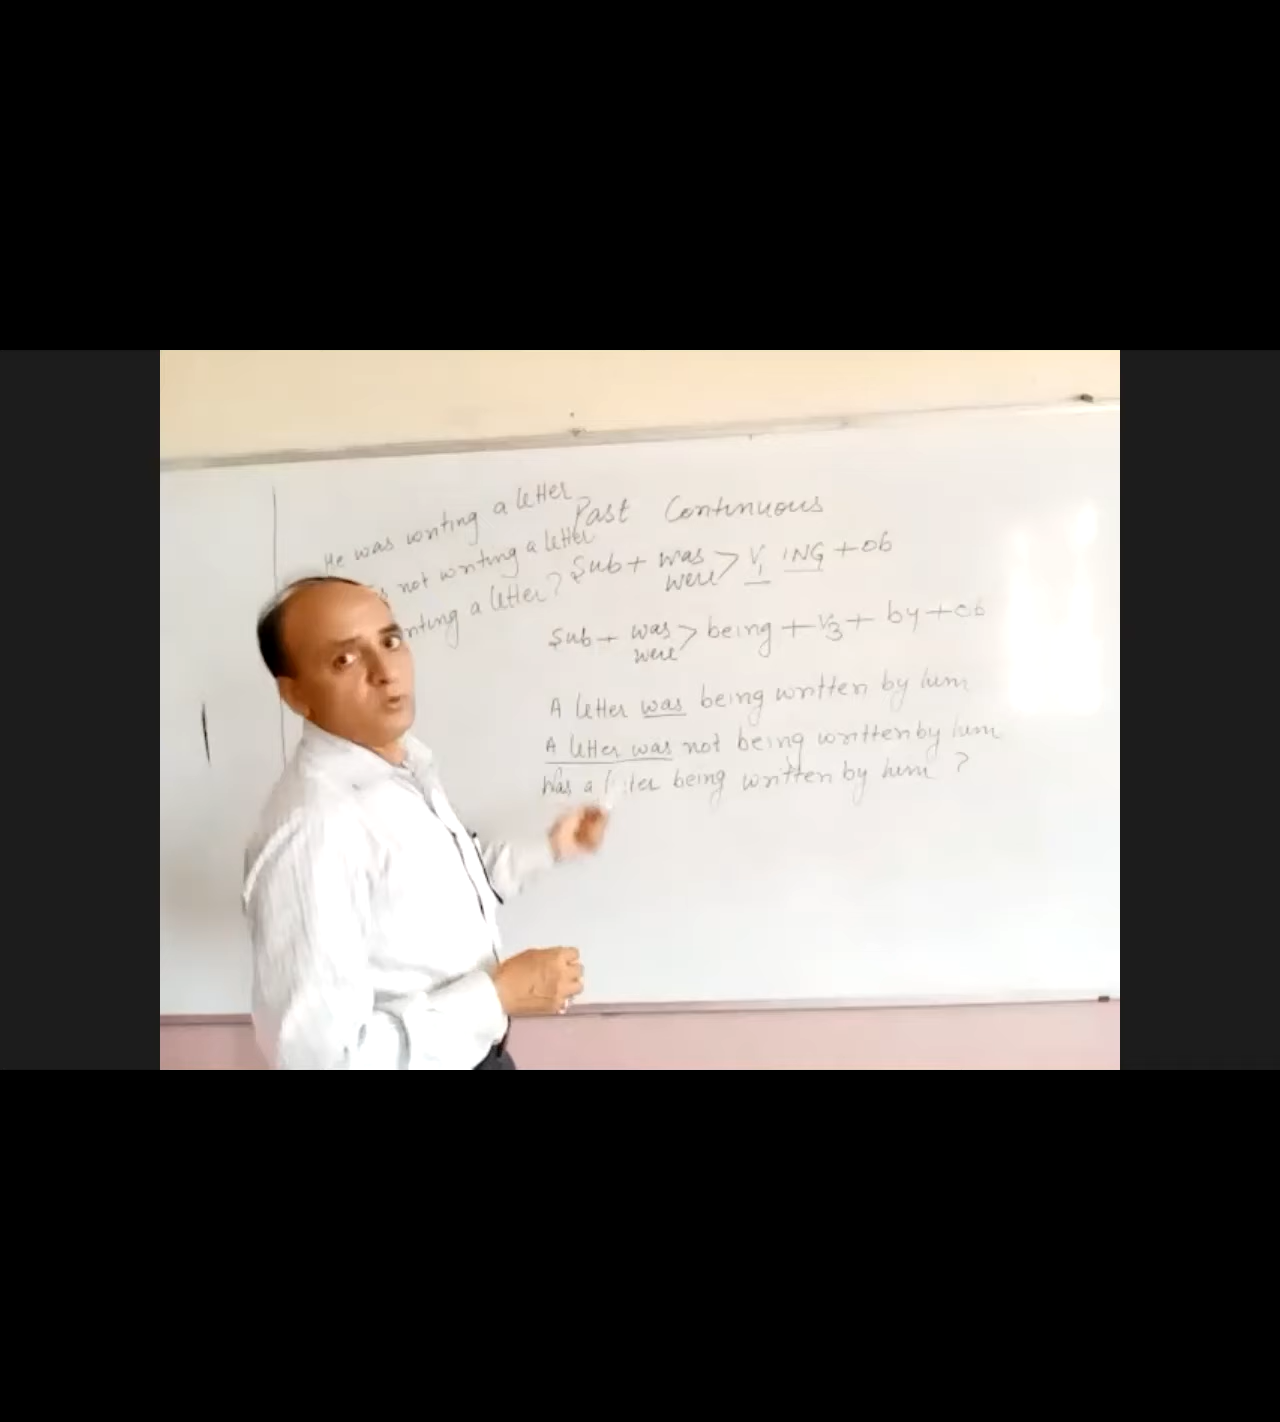 He was writing a letter
not writing a letter
a letter?
Past Continuous
Sub + was were > V1 ING + Ob
Sub + was were > being + V3 + by + ob
A letter was being written by him
A letter was not being written by him
Was a being written by him ?